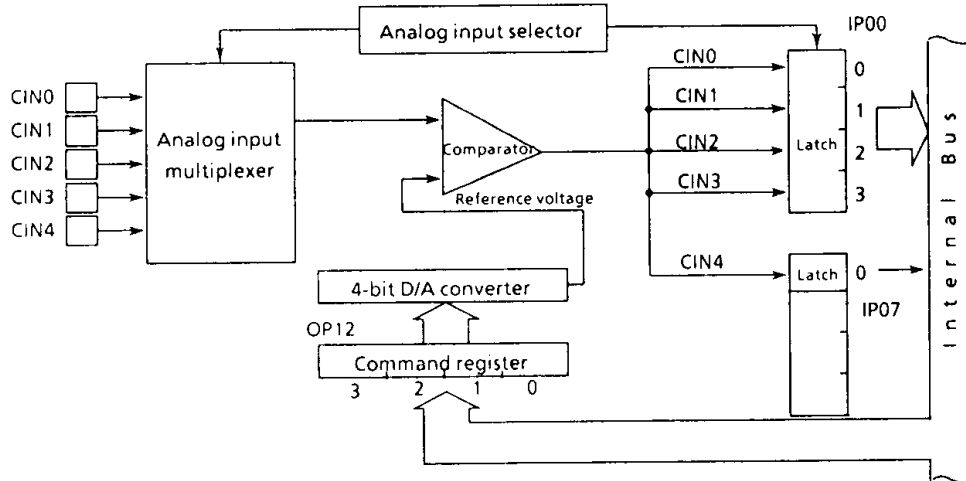 Analog input selector
IP00
CIN0
CIN1
CIN2
CIN3
CIN4
Analog input
multiplexer
Comparator
Reference voltage
CIN0
CIN1
CIN2
CIN3
CIN4
Latch
0
1
2
3
Latch
0
IP07
Internal Bus
4-bit D/A converter
OP12
Command register
3 2 1 0